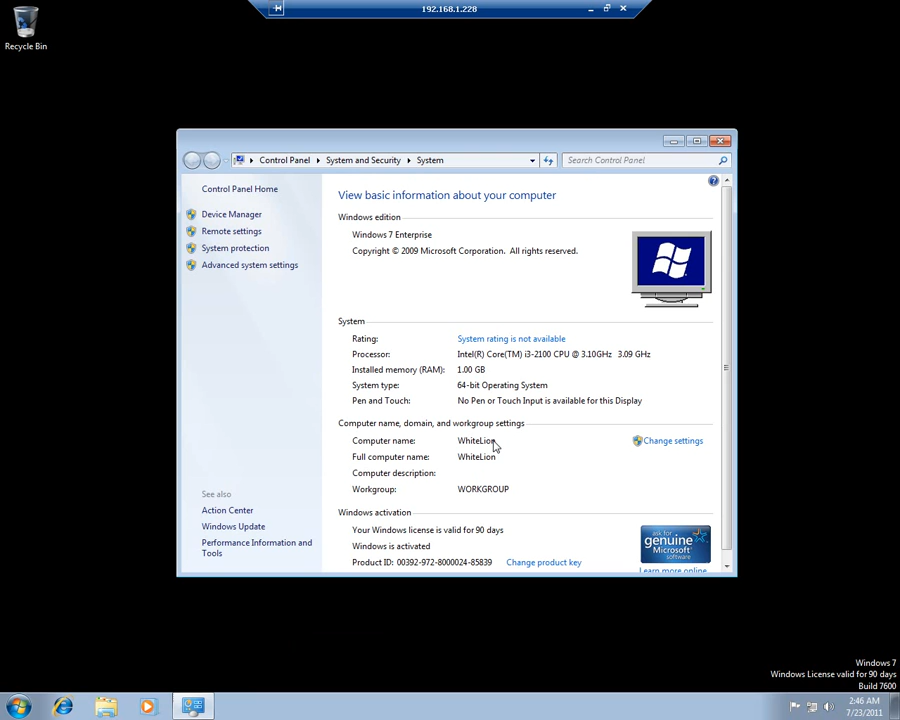 192.168.1.228
Recycle Bin
Control Panel
System and Security
System
Search Control Panel
Control Panel Home
Device Manager
Remote settings
System protection
Advanced system settings
See also
Action Center
Windows Update
Performance Information and
Tools
View basic information about your computer
Windows edition
Windows 7 Enterprise
Copyright © 2009 Microsoft Corporation. All rights reserved.
System
Rating: System rating is not available
Processor: Intel(R) Core(TM) i3-2100 CPU @ 3.10GHz 3.09 GHz
Installed memory (RAM): 1.00 GB
System type: 64-bit Operating System
Pen and Touch: No Pen or Touch Input is available for this Display
Computer name, domain, and workgroup settings
Computer name: WhiteLion Change settings
Full computer name: WhiteLion
Computer description:
Workgroup: WORKGROUP
Windows activation
Your Windows license is valid for 90 days
Windows is activated
Product ID: 00392-972-8000024-85839 Change product key
ask for
genuine
Microsoft
software
Learn more online
Windows 7
Windows License valid for 90 days
Build 7600
2:46 AM
7/23/2011